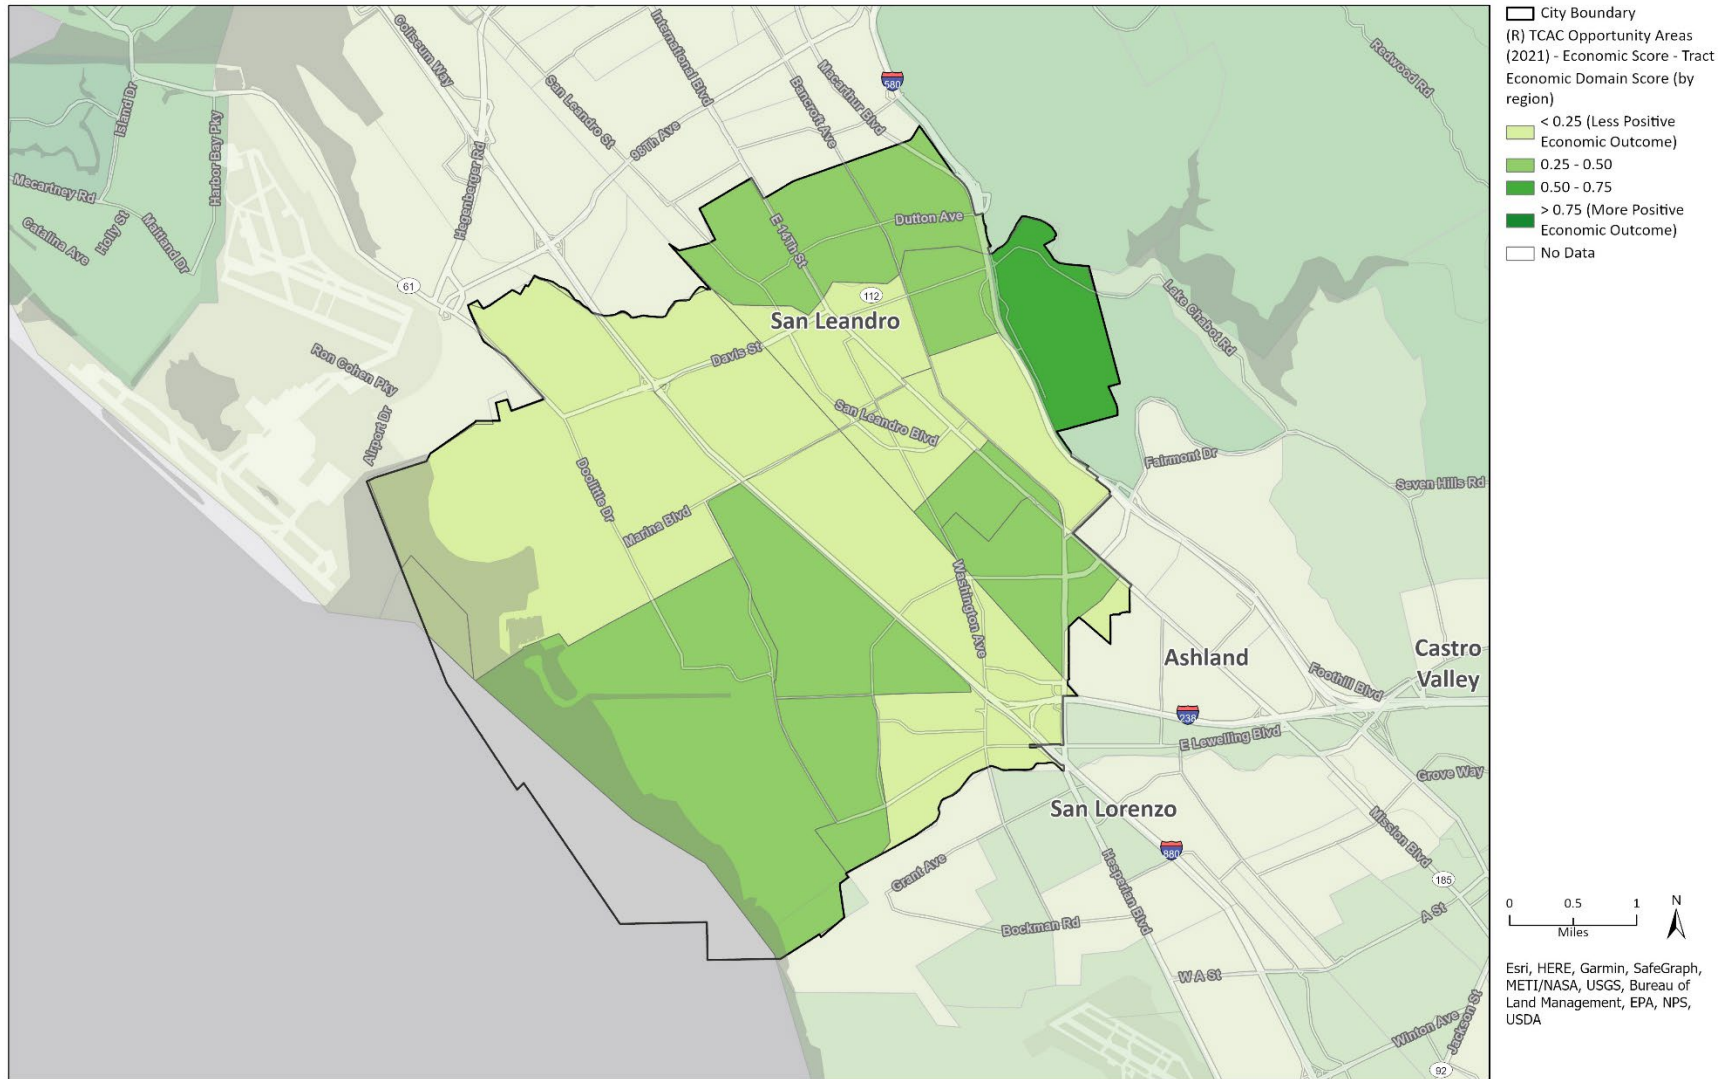 City Boundary
(R) TCAC Opportunity Areas
(2021) - Economic Score - Tract
Economic Domain Score (by
region)
< 0.25 (Less Positive
Economic Outcome)
0.25 - 0.50
0.50 - 0.75
> 0.75 (More Positive
Economic Outcome)
No Data
Coliseum Way
International Blvd
San Leandro St
Bancroft Ave
Macarthur Blvd
580
Redwood Rd
Island Dr
Harbor Bay Pky
98Th Ave
Hegenberger Rd
Mecartney Rd
Holly St
Maitland Dr
Catalina Ave
E 14Th St
Dutton Ave
61
112
San Leandro
Lake Chabot Rd
Davis St
Ron Cohen Pky
Airport Dr
San Leandro Blvd
Doolittle Dr
Marina Blvd
Fairmont Dr
Seven Hills Rd
Washington Ave
Ashland
Castro
Valley
Foothill Blvd
238
E Lewelling Blvd
Grove Way
San Lorenzo
Mission Blvd
880
Hesperian Blvd
Grant Ave
185
A St
Bockman Rd
W A St
Winton Ave
Jackson St
92
0 0.5 1
Miles
N
Esri, HERE, Garmin, SafeGraph,
METI/NASA, USGS, Bureau of
Land Management, EPA, NPS,
USDA